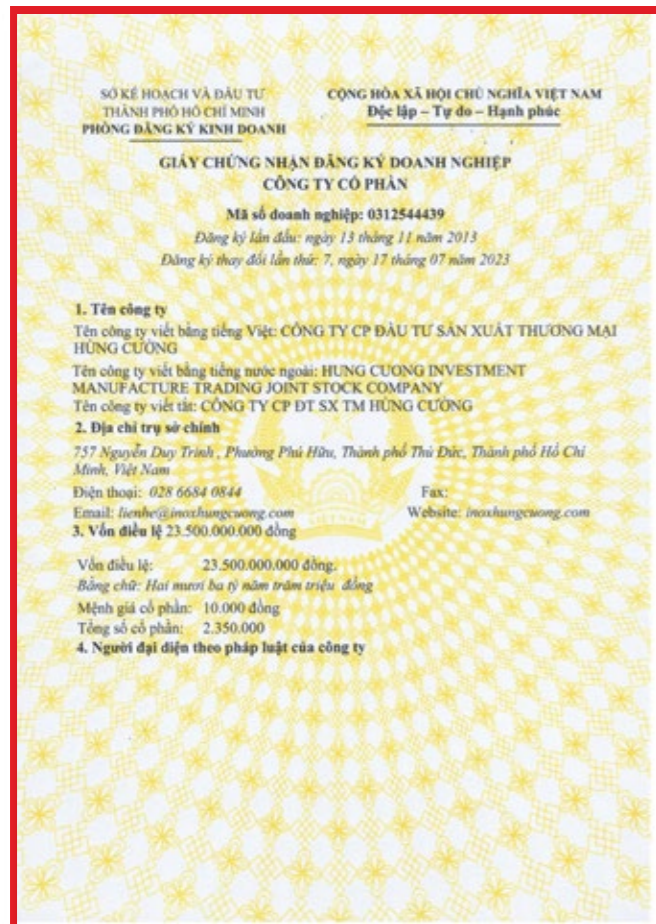 SỞ KẾ HOẠCH VÀ ĐẦU TƯ
THÀNH PHỐ HỒ CHÍ MINH
PHÒNG ĐĂNG KÝ KINH DOANH
CỘNG HÒA XÃ HỘI CHỦ NGHĨA VIỆT NAM
Độc lập – Tự do – Hạnh phúc
GIẤY CHỨNG NHẬN ĐĂNG KÝ DOANH NGHIỆP
CÔNG TY CỔ PHẦN
Mã số doanh nghiệp: 0312544439
Đăng ký lần đầu: ngày 13 tháng 11 năm 2013
Đăng ký thay đổi lần thứ: 7, ngày 17 tháng 07 năm 2023
1. Tên công ty
Tên công ty viết bằng tiếng Việt: CÔNG TY CP ĐẦU TƯ SẢN XUẤT THƯƠNG MẠI
HÙNG CƯỜNG
Tên công ty viết bằng tiếng nước ngoài: HUNG CUONG INVESTMENT
MANUFACTURE TRADING JOINT STOCK COMPANY
Tên công ty viết tắt: CÔNG TY CP ĐT SX TM HÙNG CƯỜNG
2. Địa chỉ trụ sở chính
757 Nguyễn Duy Trinh , Phường Phú Hữu, Thành phố Thủ Đức, Thành phố Hồ Chí
Minh, Việt Nam
Điện thoại: 028 6684 0844 Fax:
Email: lienhe@inoxhungcuong.com Website: inoxhungcuong.com
3. Vốn điều lệ 23.500.000.000 đồng
Vốn điều lệ: 23.500.000.000 đồng.
Bằng chữ: Hai mươi ba tỷ năm trăm triệu đồng
Mệnh giá cổ phần: 10.000 đồng
Tổng số cổ phần: 2.350.000
4. Người đại diện theo pháp luật của công ty